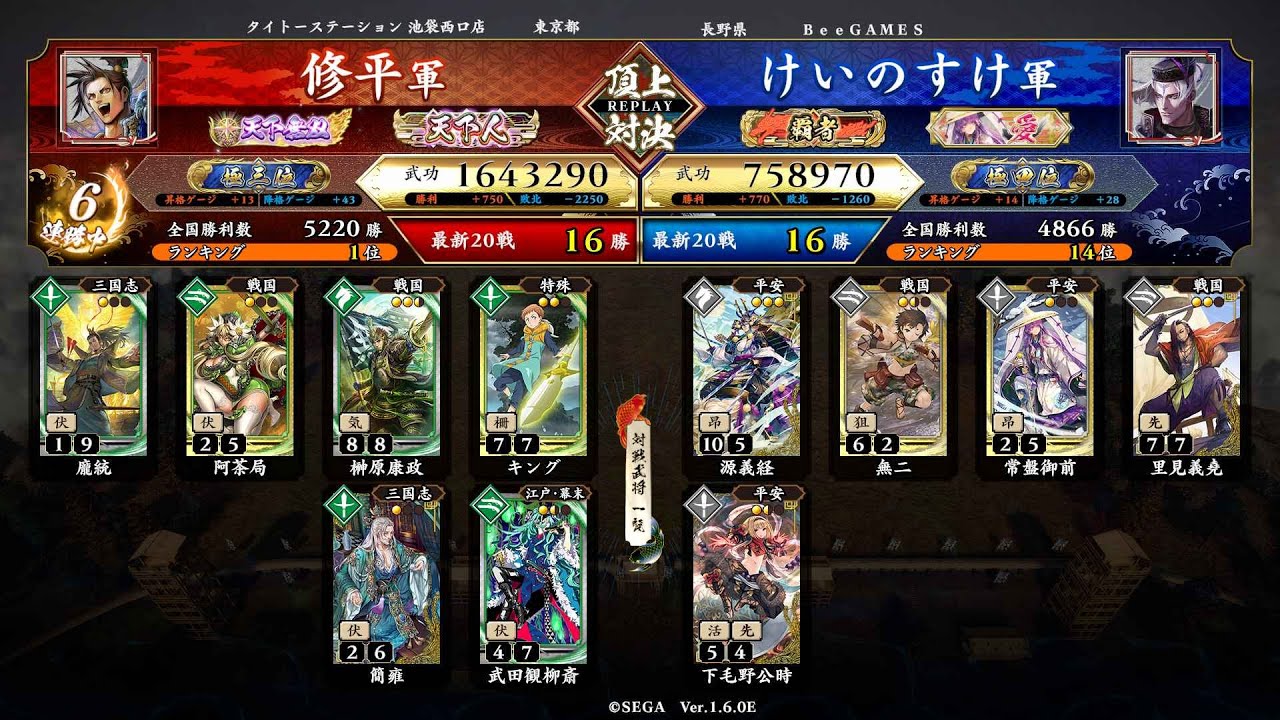 タイトーステーション 池袋西口店 東京都
長野県 BeeGAMES
修平軍
頂上
REPLAY
対決
けいのすけ軍
天下無双
天下人
覇者
愛
極三位
武功 1643290
勝利 +750 敗北 -2250
昇格ゲージ +13 降格ゲージ +43
武功 758970
勝利 +770 敗北 -1260
昇格ゲージ +14 降格ゲージ +28
6
連勝中
全国勝利数 5220 勝
ランキング 1位
最新20戦 16勝
最新20戦 16勝
全国勝利数 4866 勝
ランキング 14位
三国志
伏
1 9
龐統
戦国
伏
2 5
阿茶局
戦国
気
8 8
榊原康政
特殊
柵
7 7
キング
平安
昂
10 5
源義経
戦国
狙
6 2
無二
平安
昂
2 5
常盤御前
戦国
先
7 7
里見義堯
対戦武将一覧
三国志
伏
2 6
簡雍
江戸・幕末
伏
4 7
武田観柳斎
平安
活 先
5 4
下毛野公時
©SEGA Ver.1.6.0E